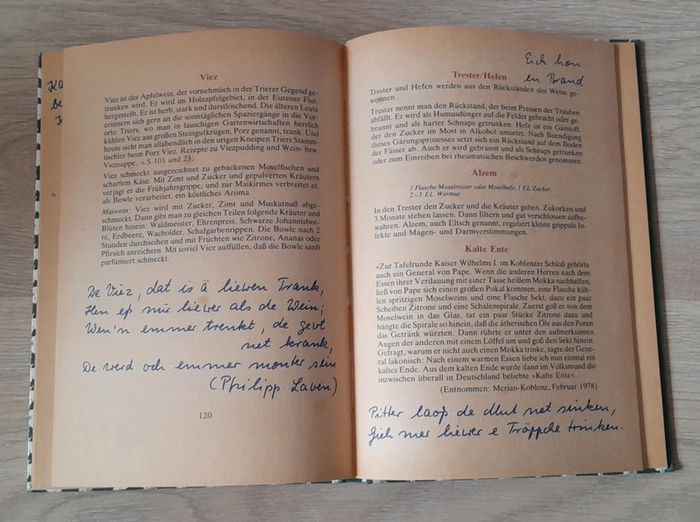 Ka
be
K
Viez
Viez ist der Apfelwein, der vornehmlich in der Trierer Gegend ge-
trunken wird. Er wird im Holzapfelgebiet, in der Eurener Flur,
hergestellt. Er ist herb, stark und durstlöschend. Die älteren Leute
erinnern sich gern an die sonntäglichen Spaziergänge in die Vor-
orte Triers, wo man in lauschigen Gartenwirtschaften herrlich
kühlen Viez aus großen Steingutkrügen, Porz genannt, trank. Und
heute sieht man allabendlich in den urigen Kneipen Triers Stamm-
tischler beim Porz Viez. Rezepte zu Viezpudding und Wein- bzw.
Vietzsuppe, s. S. 101 und 23.
Viez schmeckt ausgezeichnet zu gebackenen Moselfischen und
scharfem Käse. Mit Zimt und Zucker und gepulverten Kräutern
verjagt er die Frühjahrsgrippe, und zur Maikirmes verbreitet er,
als Bowle verarbeitet, ein köstliches Aroma.
Maiwein: Viez wird mit Zucker, Zimt und Muskatnuß abge-
schmeckt. Dann gibt man zu gleichen Teilen folgende Kräuter und
Blüten hinein: Waldmeister, Ehrenpreis, Schwarze Johannisbee-
re, Erdbeere, Wacholder, Schafgarbenrippen. Die Bowle nach 2
Stunden durchseihen und mit Früchten wie Zitrone, Ananas oder
Pfirsich anreichern. Mit soviel Viez auffüllen, daß die Bowle sanft
parfümiert schmeckt.
De Viez, dat is ä liewen Trank,
Hen eß mie liewer als de Wein;
Wen'n emmer trenkt, de gevt
net krank,
De werd och emmer monter sein
(Philipp Laven)
120
Eich hon
en Brand
Trester/Hefen
Trester und Hefen werden aus den Rückständen des Weins ge-
wonnen.
Trester nennt man den Rückstand, der beim Pressen der Trauben
abfällt. Er wird als Humusdünger auf die Felder gebracht oder ge-
brannt und als harter Schnaps getrunken. Hefe ist ein Gärstoff,
der den Zucker im Most in Alkohol umsetzt. Nach Beendigung
dieses Gärungsprozesses setzt sich ein Rückstand auf dem Boden
der Fässer ab. Auch er wird gebrannt und als Schnaps getrunken
oder zum Einreiben bei rheumatischen Beschwerden genommen.
Alzem
1 Flasche Moseltrester oder Moselhefe, 1 EL Zucker,
2–3 EL Wermut
In den Trester den Zucker und die Kräuter geben. Zukorken und
3 Monate stehen lassen. Dann filtern und gut verschlossen aufbe-
wahren. Alzem, auch Eltsch genannt, reguliert kleine grippale In-
fekte und Magen- und Darmverstimmungen.
Kalte Ente
»Zur Tafelrunde Kaiser Wilhelms I. im Koblenzer Schloß gehörte
auch ein General von Pape. Wenn die anderen Herren nach dem
Essen ihrer Verdauung mit einer Tasse heißem Mokka nachhalfen,
ließ er sich einen großen Pokal kommen, eine Flasche küh-
len spritzigen Moselweins und eine Flasche Sekt, dazu ein paar
Scheiben Zitrone und eine Schalenspirale. Zuerst goß er von dem
Moselwein in das Glas, tat ein paar Stücke Zitrone dazu und
hängte die Spirale so hinein, daß die ätherischen Öle aus den Poren
das Getränk würzten. Dann rührte er unter den aufmerksamen
Augen der anderen mit einem Löffel um und goß den Sekt hinein.
Gefragt, warum er nicht auch einen Mokka trinke, sagte der General
lakonisch: Nach einem warmen Essen liebe ich nun einmal ein
kaltes Ende. Aus dem kalten Ende wurde dann im Volksmund die
inzwischen überall in Deutschland beliebte »Kalte Ente«.
(Entnommen: Merian-Koblenz, Februar 1978)
Pitter laoß de Mut net sinken,
Gieh mer liewer e Tröppche trinken.